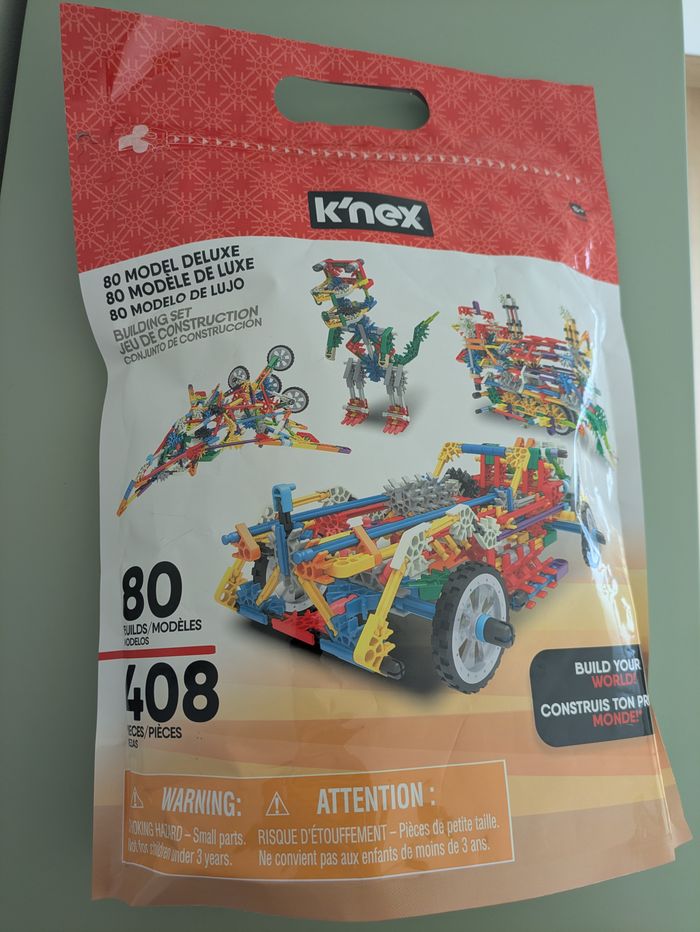 K'nex
80 MODEL DELUXE
80 MODÈLE DE LUXE
80 MODELO DE LUJO
BUILDING SET
JEU DE CONSTRUCTION
CONJUNTO DE CONSTRUCCIÓN
80
BUILDS/MODÈLES
MODELOS
408
PIECES/PIÈCES
BUILD YOUR
WORLD!
CONSTRUIS TON
MONDE!
WARNING:
CHOKING HAZARD – Small parts.
Not for children under 3 years.
ATTENTION :
RISQUE D'ÉTOUFFEMENT – Pièces de petite taille.
Ne convient pas aux enfants de moins de 3 ans.